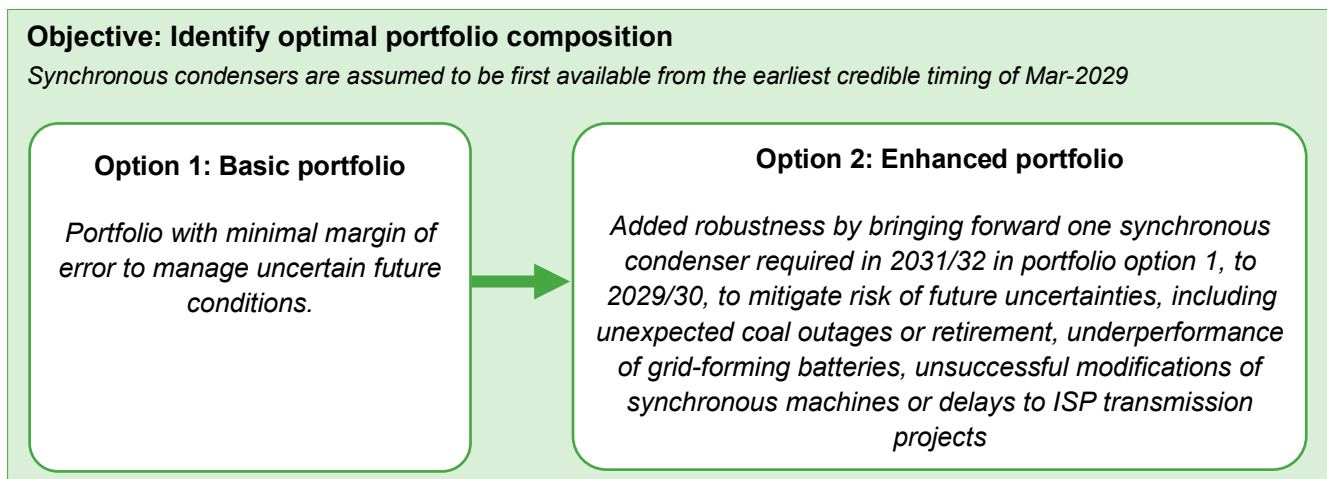 Objective: Identify optimal portfolio composition
Synchronous condensers are assumed to be first available from the earliest credible timing of Mar-2029
Option 1: Basic portfolio
Portfolio with minimal margin of
error to manage uncertain future
conditions.
Option 2: Enhanced portfolio
Added robustness by bringing forward one synchronous
condenser required in 2031/32 in portfolio option 1, to
2029/30, to mitigate risk of future uncertainties, including
unexpected coal outages or retirement, underperformance
of grid-forming batteries, unsuccessful modifications of
synchronous machines or delays to ISP transmission
projects